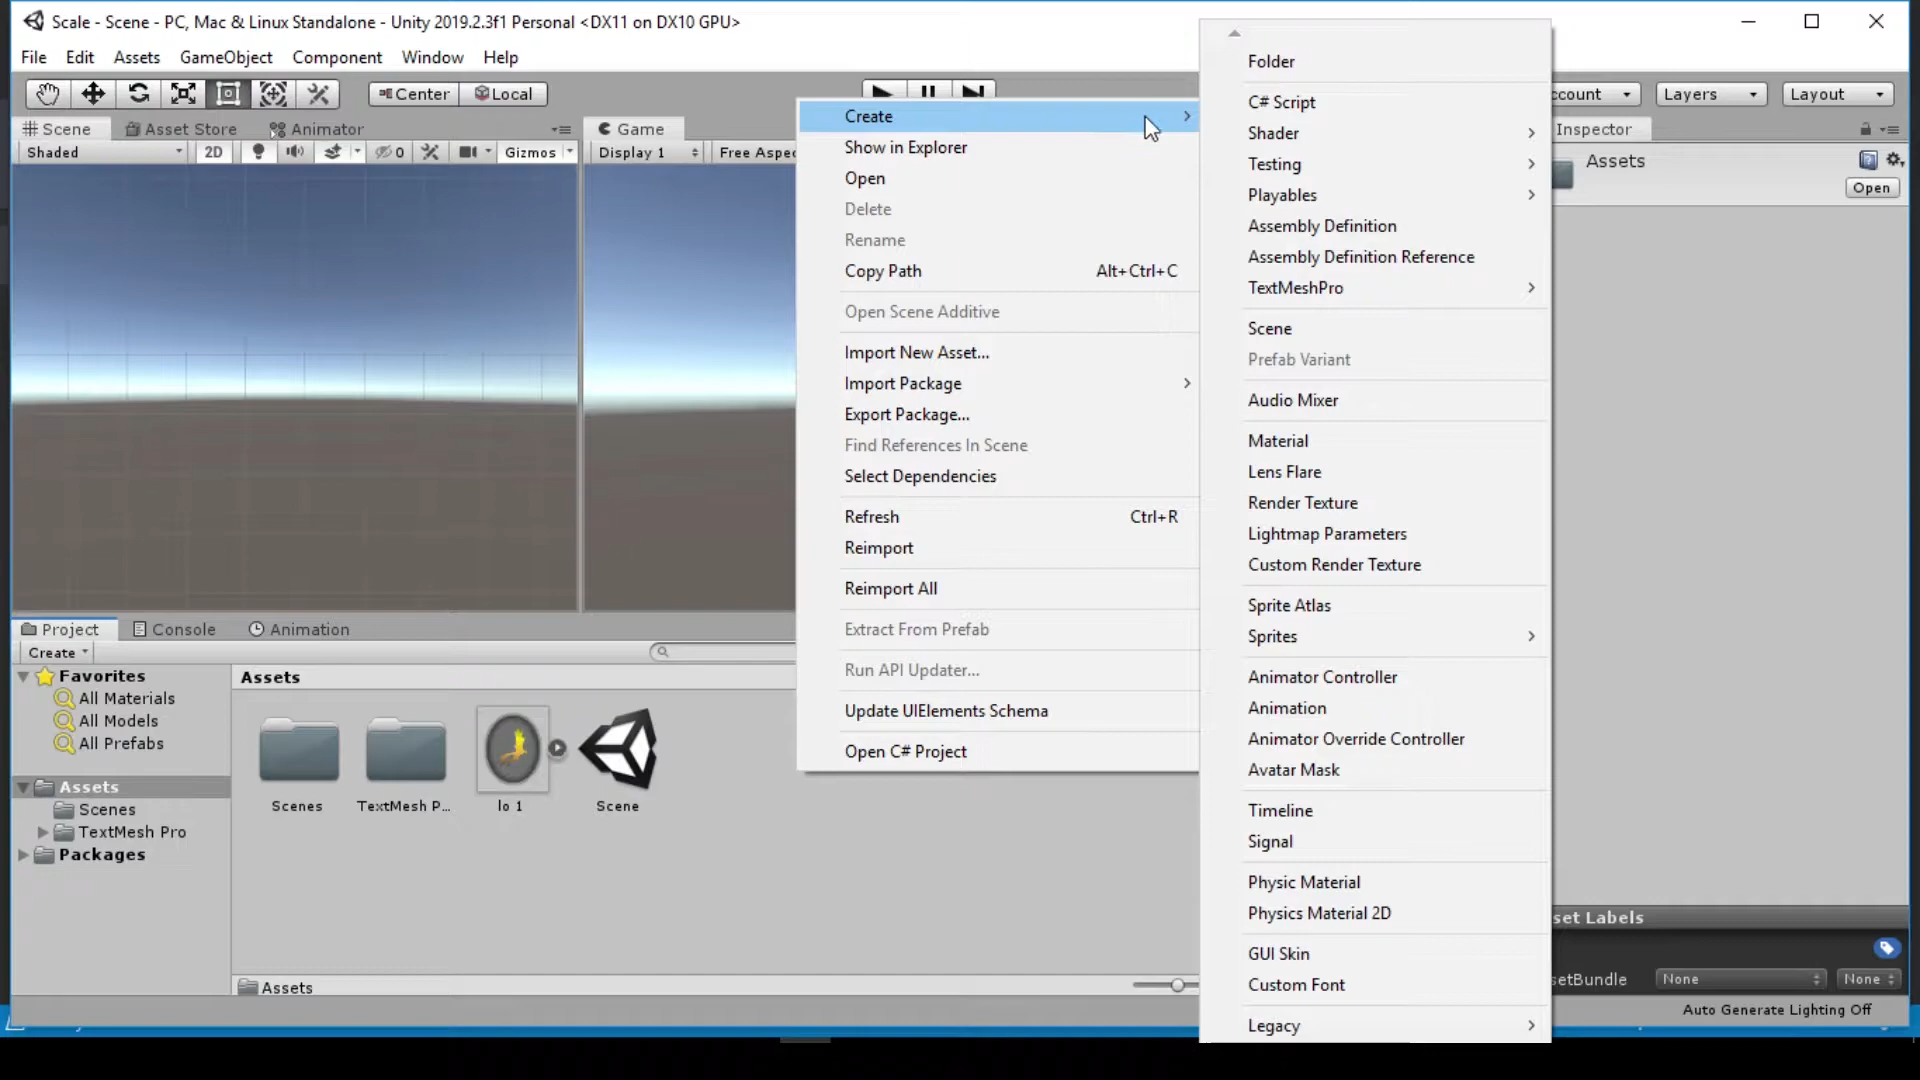 Scale - Scene - PC, Mac & Linux Standalone - Unity 2019.2.3f1 Personal <DX11 on DX10 GPU>
File Edit Assets GameObject Component Window Help
Center Local
ccount Layers Layout
Scene Asset Store Animator
Game
Inspector
Shaded 2D 0 Gizmos
Display 1 Free Aspec
Assets
Open
Create
Show in Explorer
Open
Delete
Rename
Copy Path Alt+Ctrl+C
Open Scene Additive
Import New Asset...
Import Package
Export Package...
Find References In Scene
Select Dependencies
Refresh Ctrl+R
Reimport
Reimport All
Extract From Prefab
Run API Updater...
Update UIElements Schema
Open C# Project
Folder
C# Script
Shader
Testing
Playables
Assembly Definition
Assembly Definition Reference
TextMeshPro
Scene
Prefab Variant
Audio Mixer
Material
Lens Flare
Render Texture
Lightmap Parameters
Custom Render Texture
Sprite Atlas
Sprites
Animator Controller
Animation
Animator Override Controller
Avatar Mask
Timeline
Signal
Physic Material
Physics Material 2D
GUI Skin
Custom Font
Legacy
Project Console Animation
Create
Favorites
All Materials
All Models
All Prefabs
Assets
Scenes
TextMesh Pro
Packages
Assets
Scenes
TextMesh P...
lo 1
Scene
Assets
set Labels
setBundle None None
Auto Generate Lighting Off